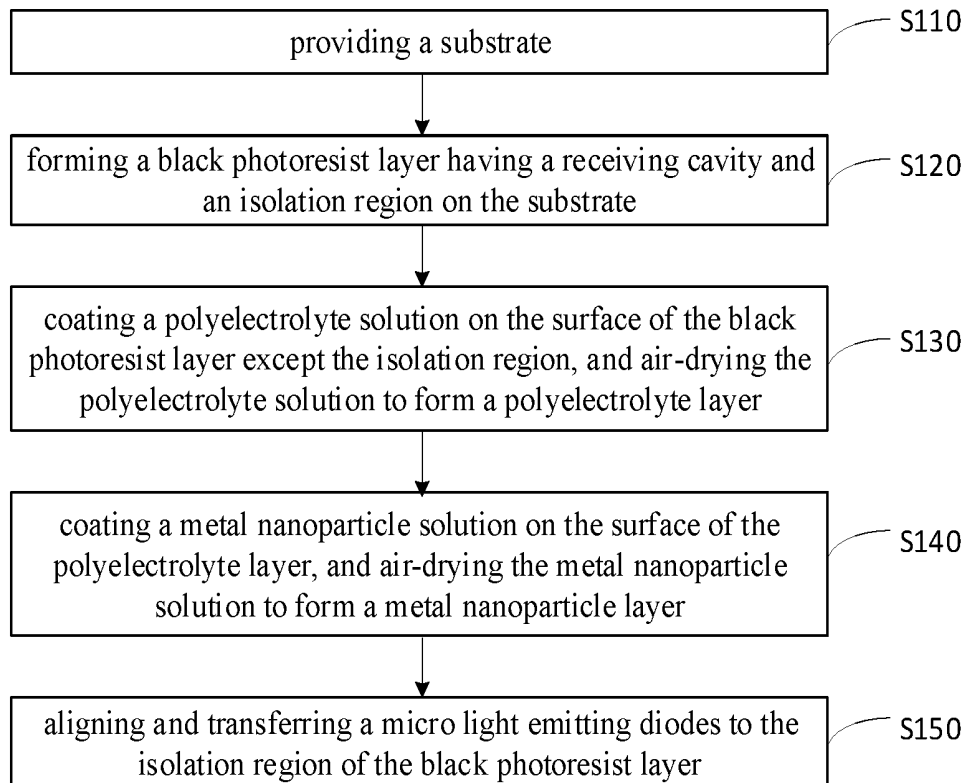 providing a substrate
S110
forming a black photoresist layer having a receiving cavity and
an isolation region on the substrate
S120
coating a polyelectrolyte solution on the surface of the black
photoresist layer except the isolation region, and air-drying the
polyelectrolyte solution to form a polyelectrolyte layer
S130
coating a metal nanoparticle solution on the surface of the
polyelectrolyte layer, and air-drying the metal nanoparticle
solution to form a metal nanoparticle layer
S140
aligning and transferring a micro light emitting diodes to the
isolation region of the black photoresist layer
S150